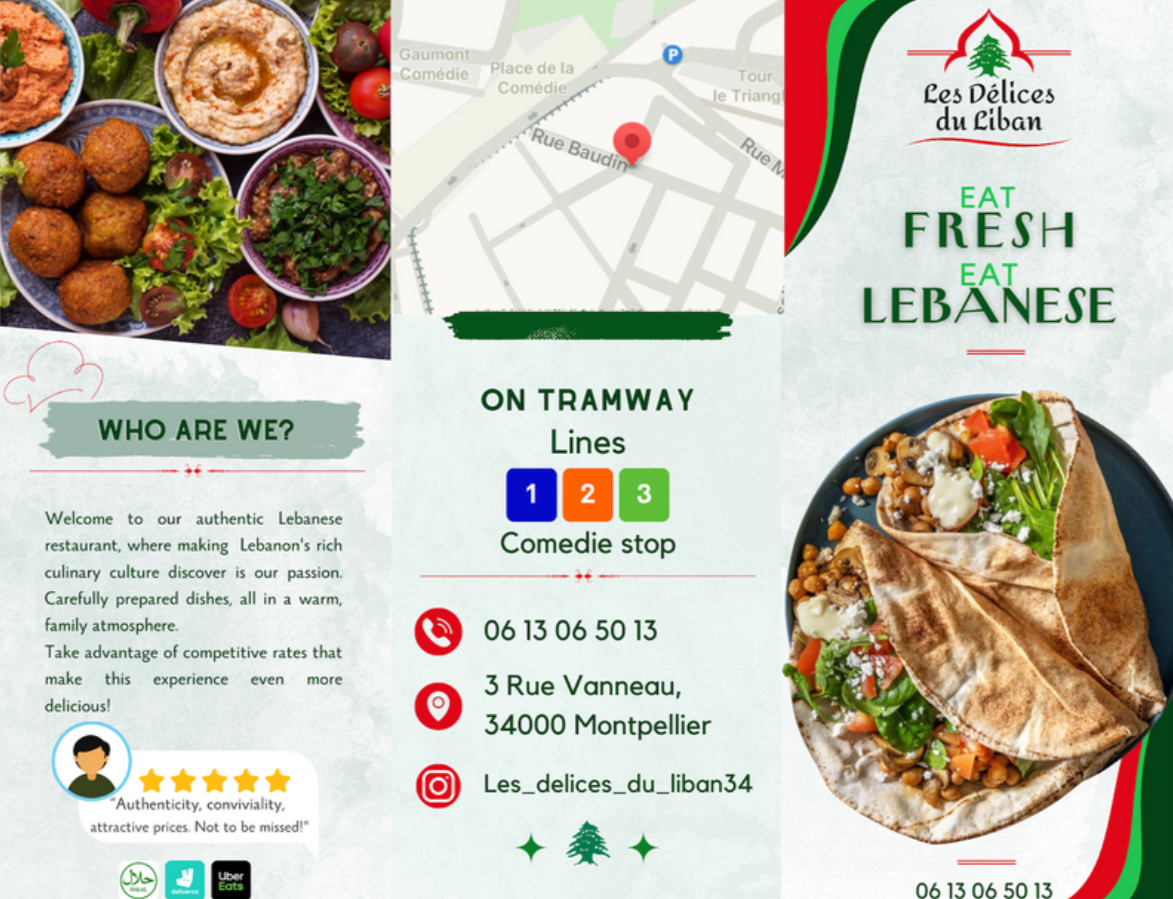 WHO ARE WE?
Welcome to our authentic Lebanese
restaurant, where making Lebanon's rich
culinary culture discover is our passion.
Carefully prepared dishes, all in a warm,
family atmosphere.
Take advantage of competitive rates that
make this experience even more
delicious!
"Authenticity, conviviality,
attractive prices. Not to be missed!"
حلال
HALAL
deliveroo
Uber
Eats
Gaumont
Comédie
Place de la
Comédie
P
Tour
le Triangl
Rue Baudin
Rue M
ON TRAMWAY
Lines
1 2 3
Comedie stop
06 13 06 50 13
3 Rue Vanneau,
34000 Montpellier
Les_delices_du_liban34
Les Délices
du Liban
EAT
FRESH
EAT
LEBANESE
06 13 06 50 13